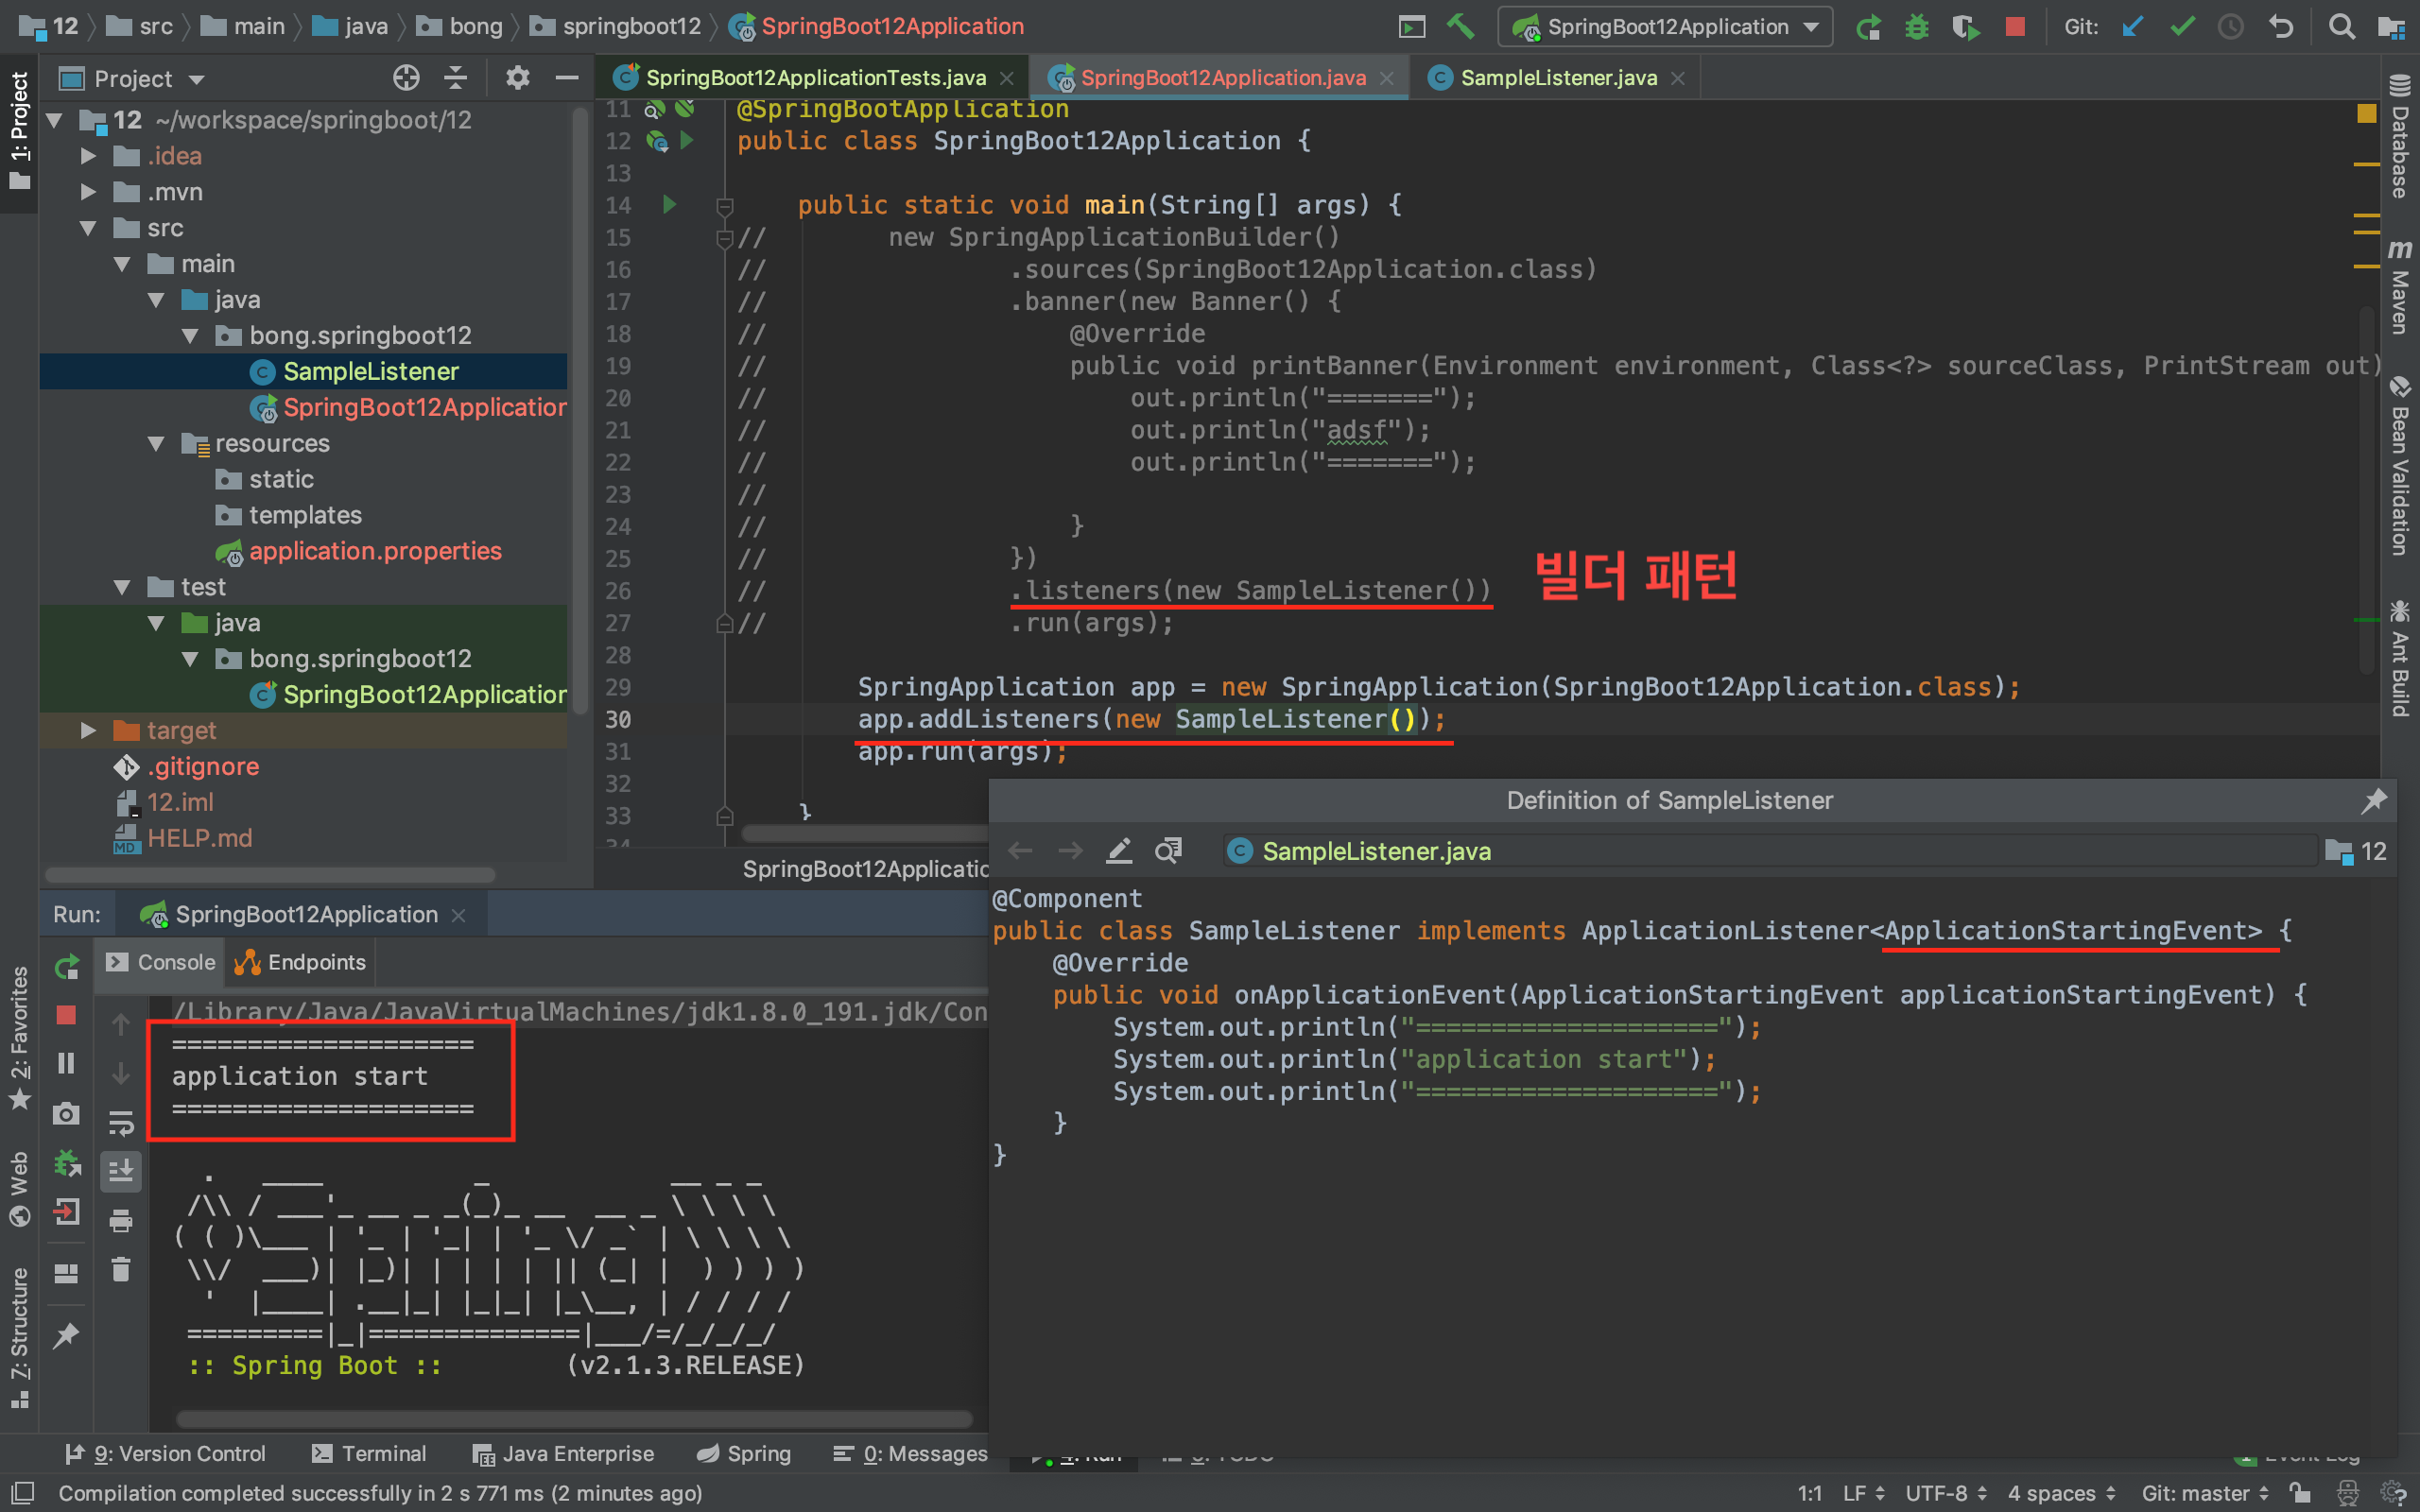 12 src main java bong springboot12 SpringBoot12Application
SpringBoot12Application Git:
1: Project
Project
12 ~/workspace/springboot/12
.idea
.mvn
src
main
java
bong.springboot12
SampleListener
SpringBoot12Application
resources
static
templates
application.properties
test
java
bong.springboot12
SpringBoot12Application
target
.gitignore
12.iml
HELP.md
SpringBoot12ApplicationTests.java SpringBoot12Application.java SampleListener.java
11 @SpringBootApplication
12 public class SpringBoot12Application {
13
14 public static void main(String[] args) {
15 // new SpringApplicationBuilder()
16 // .sources(SpringBoot12Application.class)
17 // .banner(new Banner() {
18 // @Override
19 // public void printBanner(Environment environment, Class<?> sourceClass, PrintStream out)
20 // out.println("=======");
21 // out.println("adsf");
22 // out.println("=======");
23 //
24 // }
25 // })
26 // .listeners(new SampleListener())
빌더 패턴
27 // .run(args);
28
29 SpringApplication app = new SpringApplication(SpringBoot12Application.class);
30 app.addListeners(new SampleListener());
31 app.run(args);
32
33 }
34
SpringBoot12Applicatio
Database
Maven
Bean Validation
Ant Build
Definition of SampleListener
SampleListener.java 12
@Component
public class SampleListener implements ApplicationListener<ApplicationStartingEvent> {
@Override
public void onApplicationEvent(ApplicationStartingEvent applicationStartingEvent) {
System.out.println("====================");
System.out.println("application start");
System.out.println("====================");
}
}
Run: SpringBoot12Application
Console Endpoints
/Library/Java/JavaVirtualMachines/jdk1.8.0_191.jdk/Con
====================
application start
====================
  .   ____          _            __ _ _
 /\\ / ___'_ __ _ _(_)_ __  __ _ \ \ \ \
( ( )\___ | '_ | '_| | '_ \/ _` | \ \ \ \
 \\/  ___)| |_)| | | | | || (_| |  ) ) ) )
  '  |____| .__|_| |_|_| |_\__, | / / / /
 =========|_|==============|___/=/_/_/_/
 :: Spring Boot ::        (v2.1.3.RELEASE)
2: Favorites
Web
7: Structure
9: Version Control Terminal Java Enterprise Spring 0: Messages 4: Run
Compilation completed successfully in 2 s 771 ms (2 minutes ago)
1:1 LF UTF-8 4 spaces Git: master